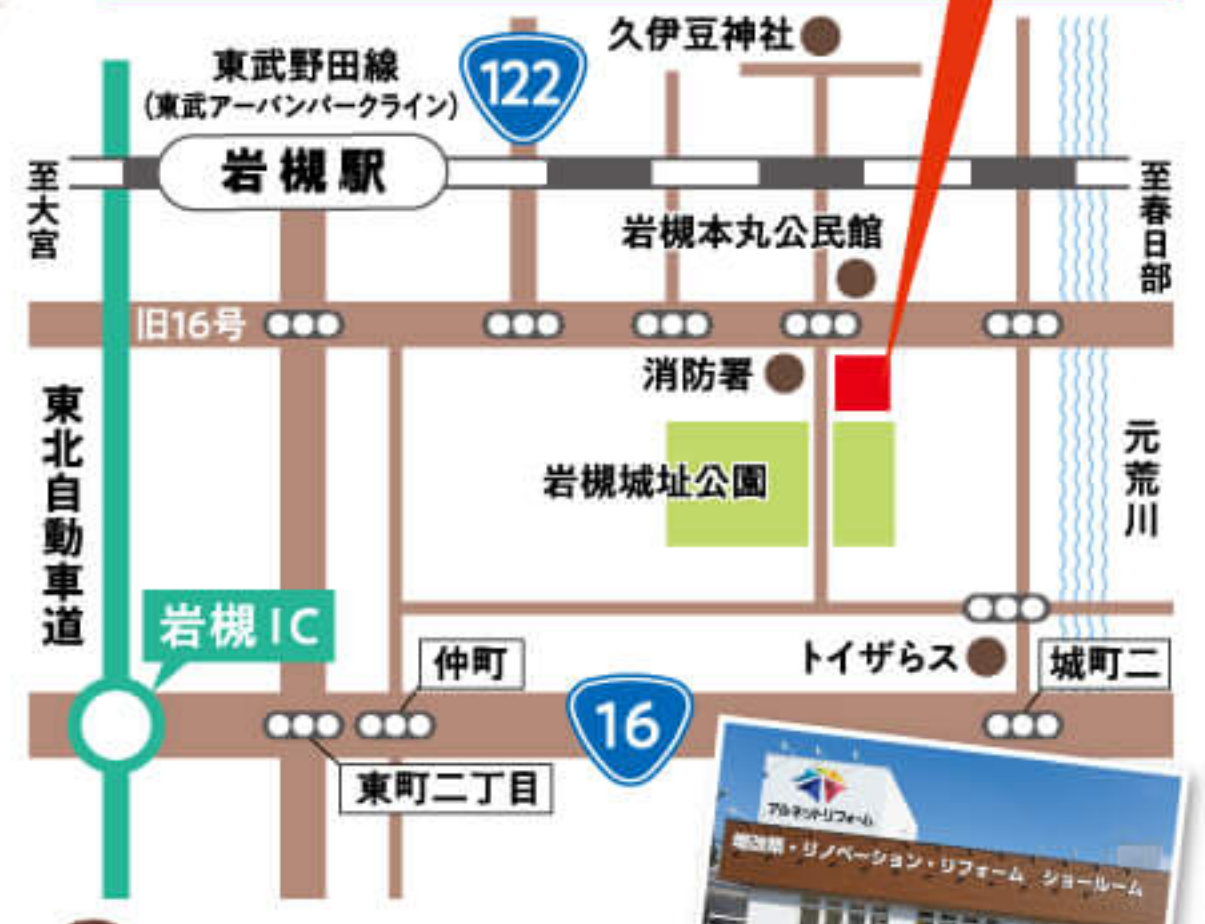 久伊豆神社
東武野田線
(東武アーバンパークライン)
122
岩槻駅
至大宮
至春日部
岩槻本丸公民館
旧16号
消防署
東北自動車道
岩槻城址公園
元荒川
岩槻IC
仲町
トイザらス
城町二
16
東町二丁目
アルネットリフォーム
増改築・リノベーション・リフォーム ショールーム